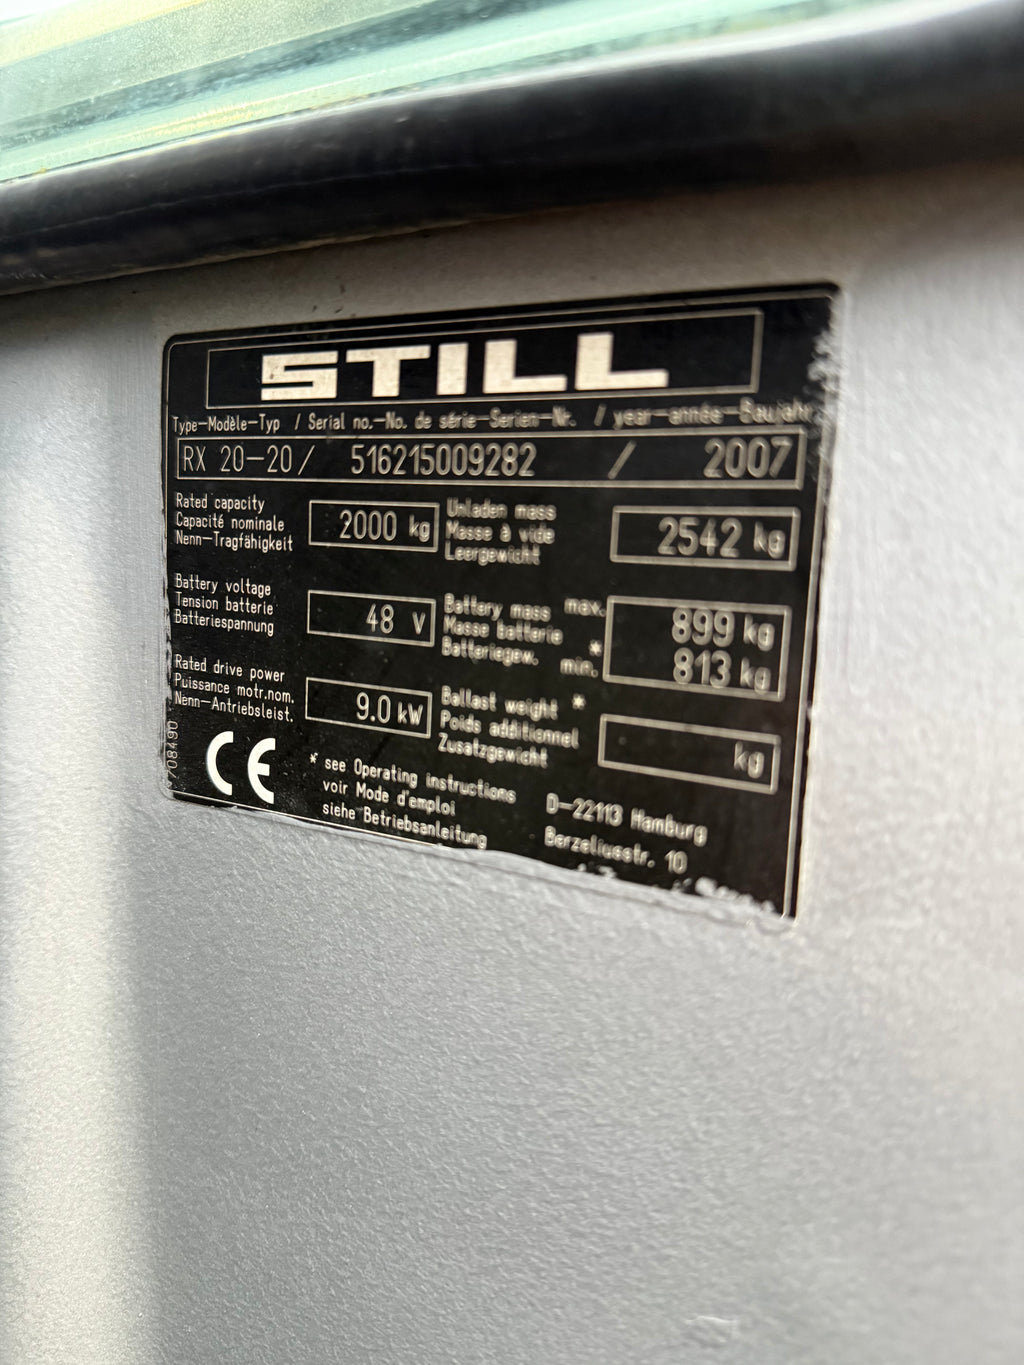 STILL
Type-Modèle-Typ / Serial no.-No. de série-Serien-Nr. / year-année-Baujahr
RX 20-20 / 516215009282 / 2007
Rated capacity
Capacité nominale
Nenn-Tragfähigkeit
2000 kg
Unladen mass
Masse à vide
Leergewicht
2542 kg
Battery voltage
Tension batterie
Batteriespannung
48 V
Battery mass max.
Masse batterie *
Batteriegew. min.
899 kg
813 kg
Rated drive power
Puissance motr.nom.
Nenn-Antriebsleist.
9.0 kW
Ballast weight *
Poids additionnel
Zusatzgewicht
kg
CE
* see Operating instructions
voir Mode d'emploi
siehe Betriebsanleitung
D-22113 Hamburg
Berzeliusstr. 10